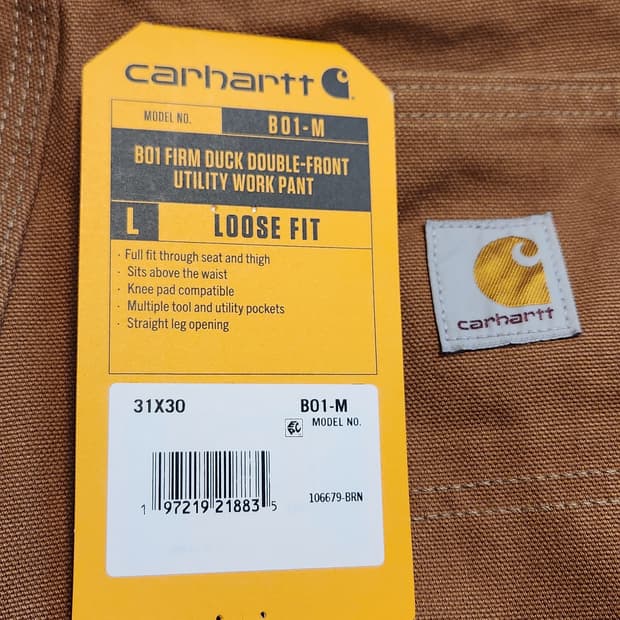 carhartt
MODEL NO. B01-M
B01 FIRM DUCK DOUBLE-FRONT
UTILITY WORK PANT
L LOOSE FIT
· Full fit through seat and thigh
· Sits above the waist
· Knee pad compatible
· Multiple tool and utility pockets
· Straight leg opening
31X30 B01-M
MODEL NO.
1 97219 21883 5
106679-BRN
carhartt